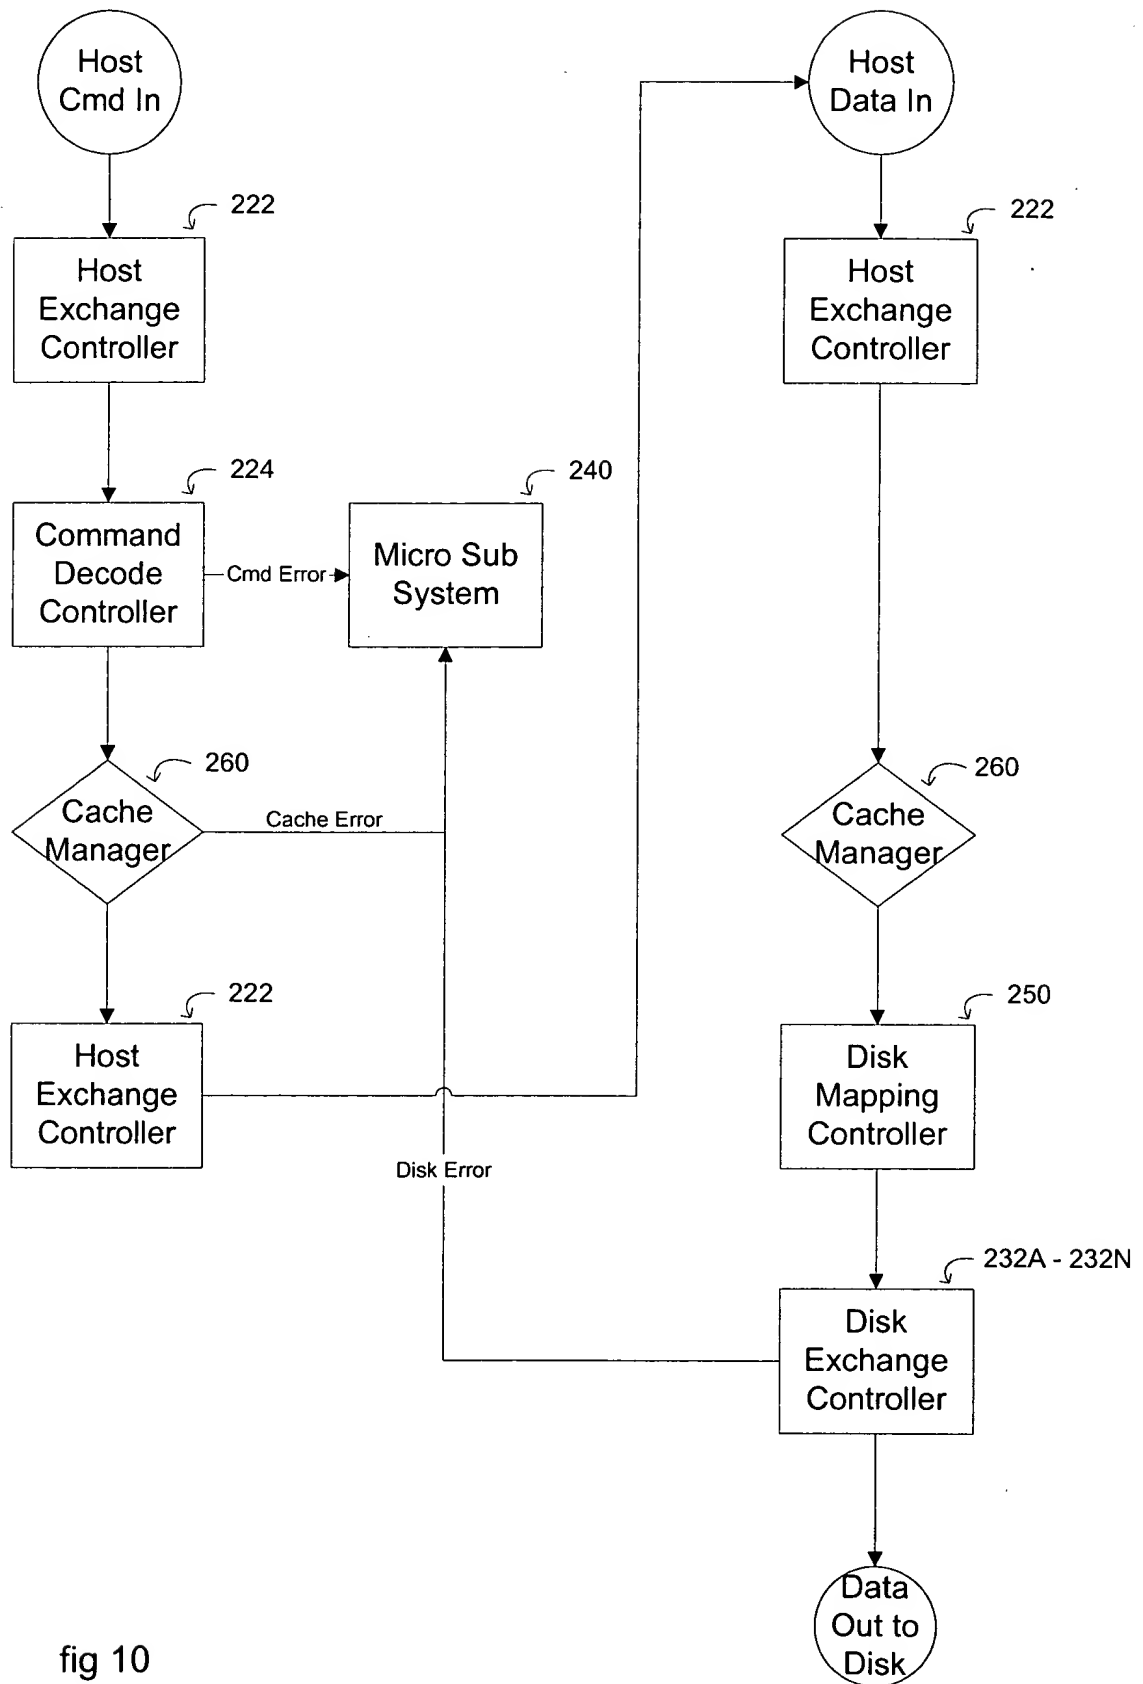 Host
Cmd In
222
Host
Exchange
Controller
224
Command
Decode
Controller
Cmd Error
240
Micro Sub
System
260
Cache
Manager
Cache Error
222
Host
Exchange
Controller
Disk Error
Host
Data In
222
Host
Exchange
Controller
260
Cache
Manager
250
Disk
Mapping
Controller
232A - 232N
Disk
Exchange
Controller
Data
Out to
Disk
fig 10